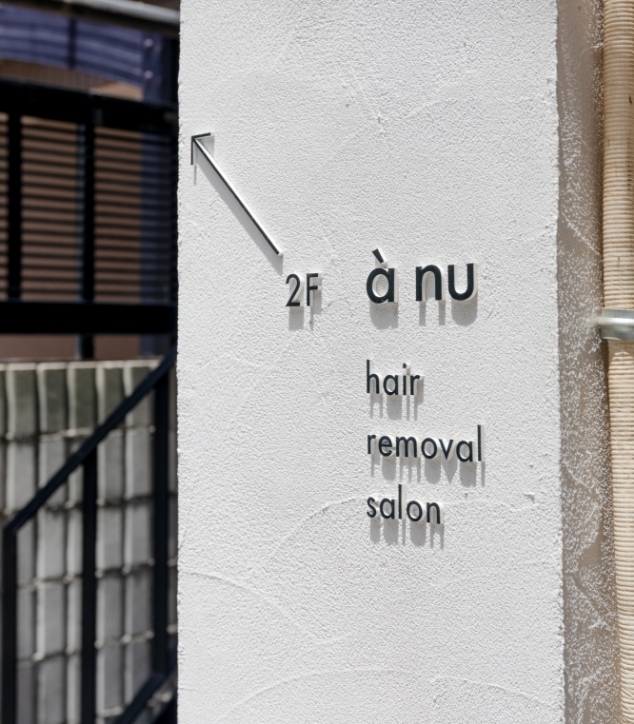 2F
à nu
hair
removal
salon